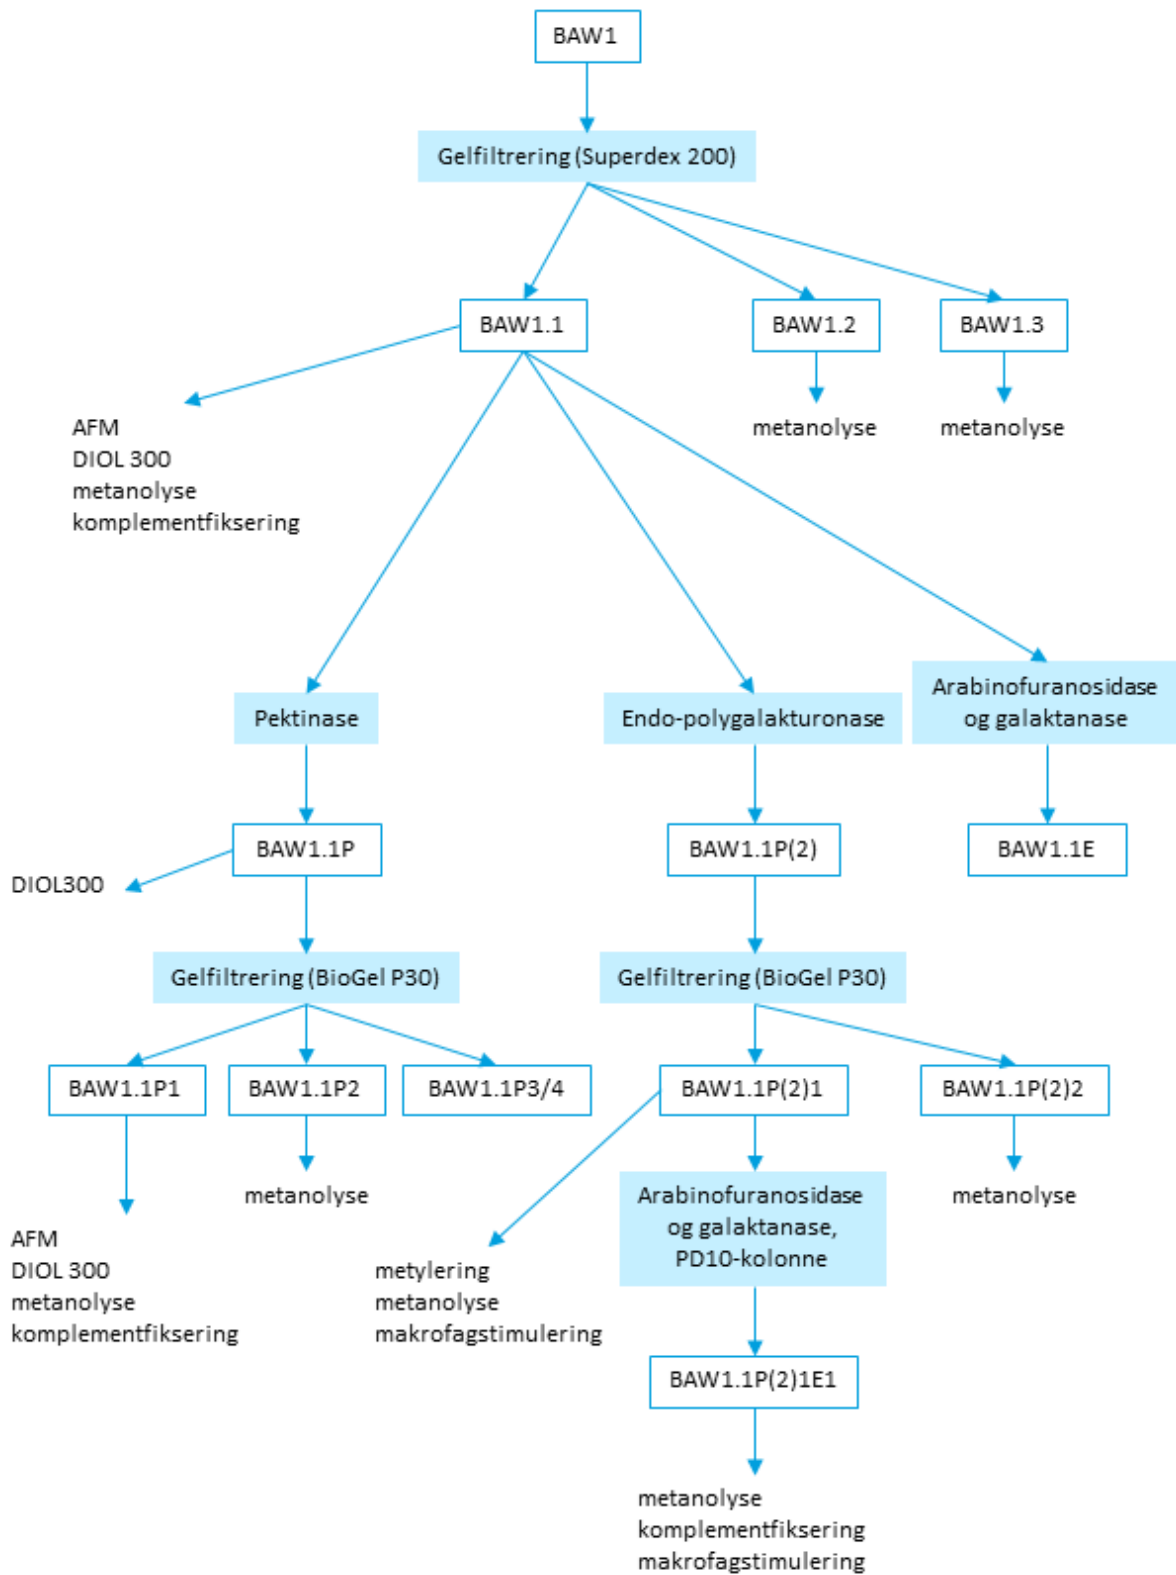 BAW1
Gelfiltrering (Superdex 200)
BAW1.1
BAW1.2
BAW1.3
AFM
DIOL 300
metanolyse
komplementfiksering
metanolyse
metanolyse
Pektinase
Endo-polygalakturonase
Arabinofuranosidase
og galaktanase
BAW1.1P
BAW1.1P(2)
BAW1.1E
DIOL300
Gelfiltrering (BioGel P30)
Gelfiltrering (BioGel P30)
BAW1.1P1
BAW1.1P2
BAW1.1P3/4
BAW1.1P(2)1
BAW1.1P(2)2
metanolyse
Arabinofuranosidase
og galaktanase,
PD10-kolonne
metanolyse
AFM
DIOL 300
metanolyse
komplementfiksering
metylering
metanolyse
makrofagstimulering
BAW1.1P(2)1E1
metanolyse
komplementfiksering
makrofagstimulering